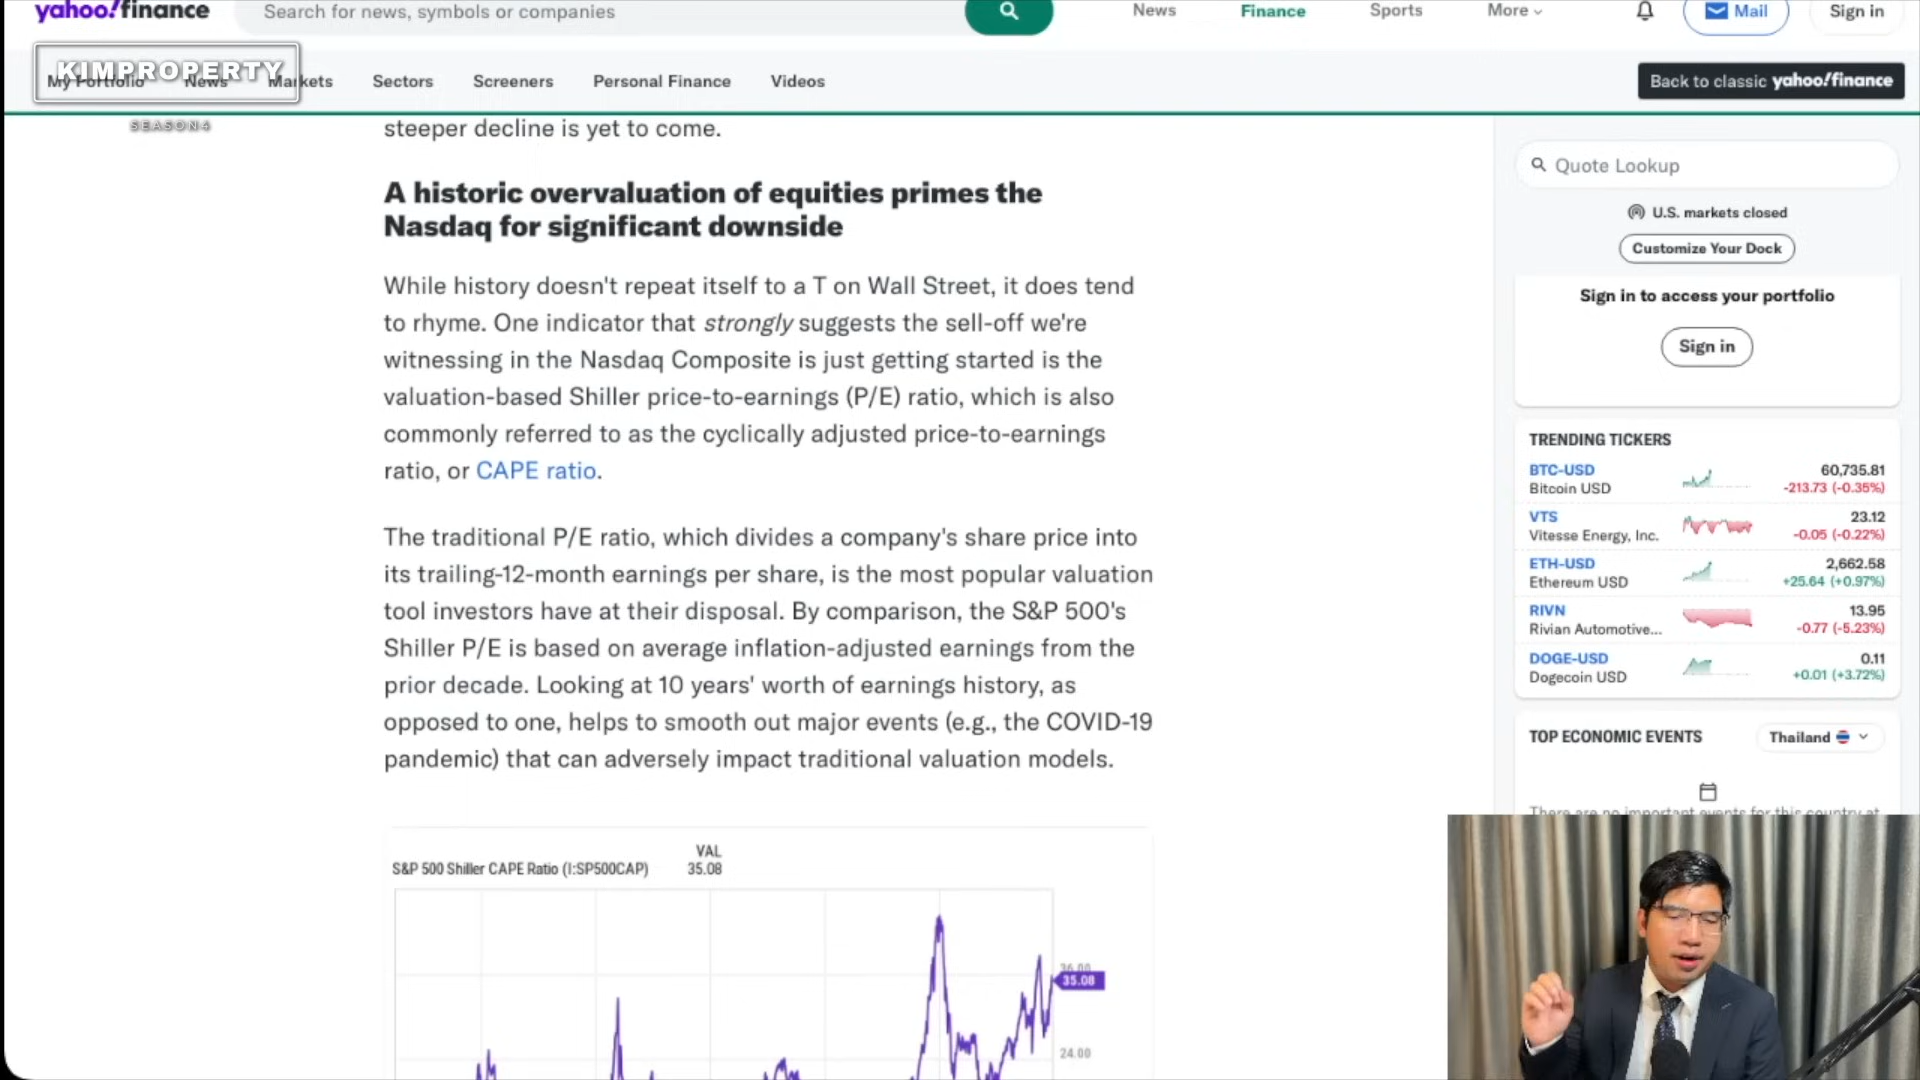 yahoo!finance
Search for news, symbols or companies
News
Finance
Sports
More
Mail
Sign in
KIMPROPERTY
SEASON4
My Portfolio
News
Markets
Sectors
Screeners
Personal Finance
Videos
Back to classic yahoo!finance
steeper decline is yet to come.
A historic overvaluation of equities primes the
Nasdaq for significant downside
While history doesn't repeat itself to a T on Wall Street, it does tend
to rhyme. One indicator that strongly suggests the sell-off we're
witnessing in the Nasdaq Composite is just getting started is the
valuation-based Shiller price-to-earnings (P/E) ratio, which is also
commonly referred to as the cyclically adjusted price-to-earnings
ratio, or CAPE ratio.
The traditional P/E ratio, which divides a company's share price into
its trailing-12-month earnings per share, is the most popular valuation
tool investors have at their disposal. By comparison, the S&P 500's
Shiller P/E is based on average inflation-adjusted earnings from the
prior decade. Looking at 10 years' worth of earnings history, as
opposed to one, helps to smooth out major events (e.g., the COVID-19
pandemic) that can adversely impact traditional valuation models.
VAL
S&P 500 Shiller CAPE Ratio (I:SP500CAP) 35.08
36.00
35.08
24.00
Quote Lookup
U.S. markets closed
Customize Your Dock
Sign in to access your portfolio
Sign in
TRENDING TICKERS
BTC-USD 60,735.81
Bitcoin USD -213.73 (-0.35%)
VTS 23.12
Vitesse Energy, Inc. -0.05 (-0.22%)
ETH-USD 2,662.58
Ethereum USD +25.64 (+0.97%)
RIVN 13.95
Rivian Automotive... -0.77 (-5.23%)
DOGE-USD 0.11
Dogecoin USD +0.01 (+3.72%)
TOP ECONOMIC EVENTS
Thailand
There are no important events for this country at